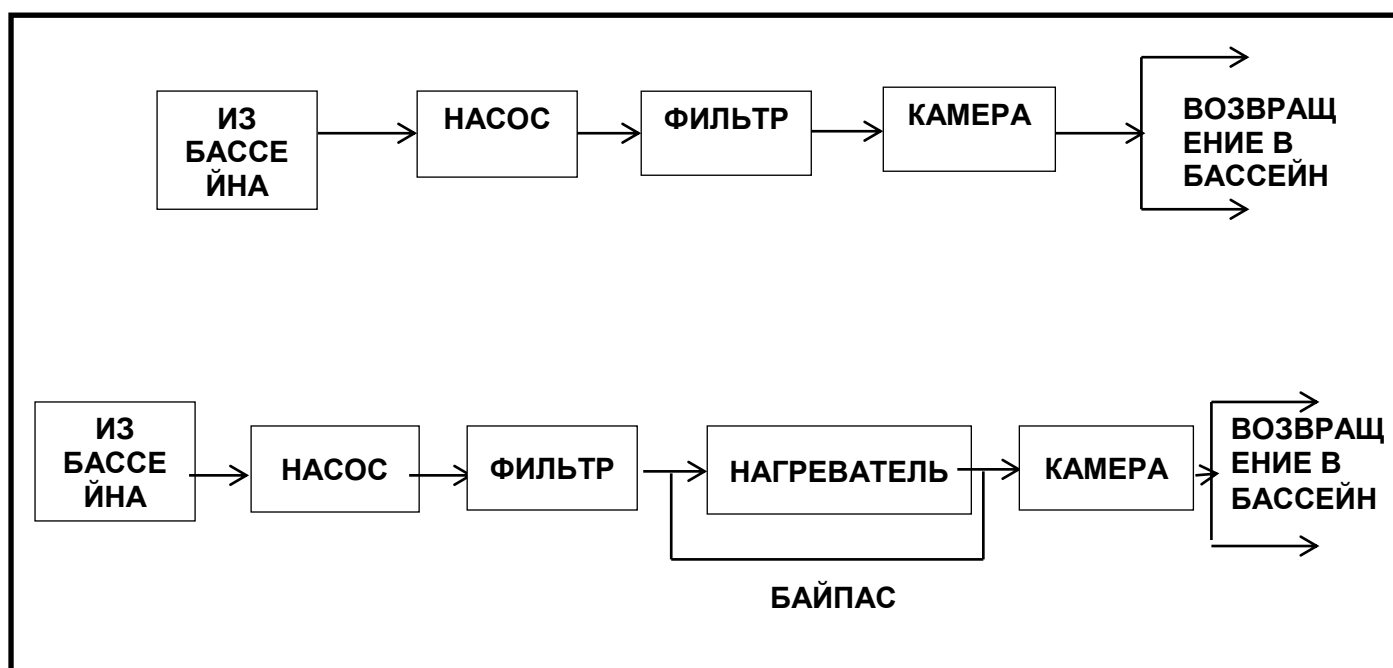 ИЗ
БАССЕ
ЙНА
НАСОС
ФИЛЬТР
КАМЕРА
ВОЗВРАЩ
ЕНИЕ В
БАССЕЙН
ИЗ
БАССЕ
ЙНА
НАСОС
ФИЛЬТР
НАГРЕВАТЕЛЬ
КАМЕРА
ВОЗВРАЩ
ЕНИЕ В
БАССЕЙН
БАЙПАС